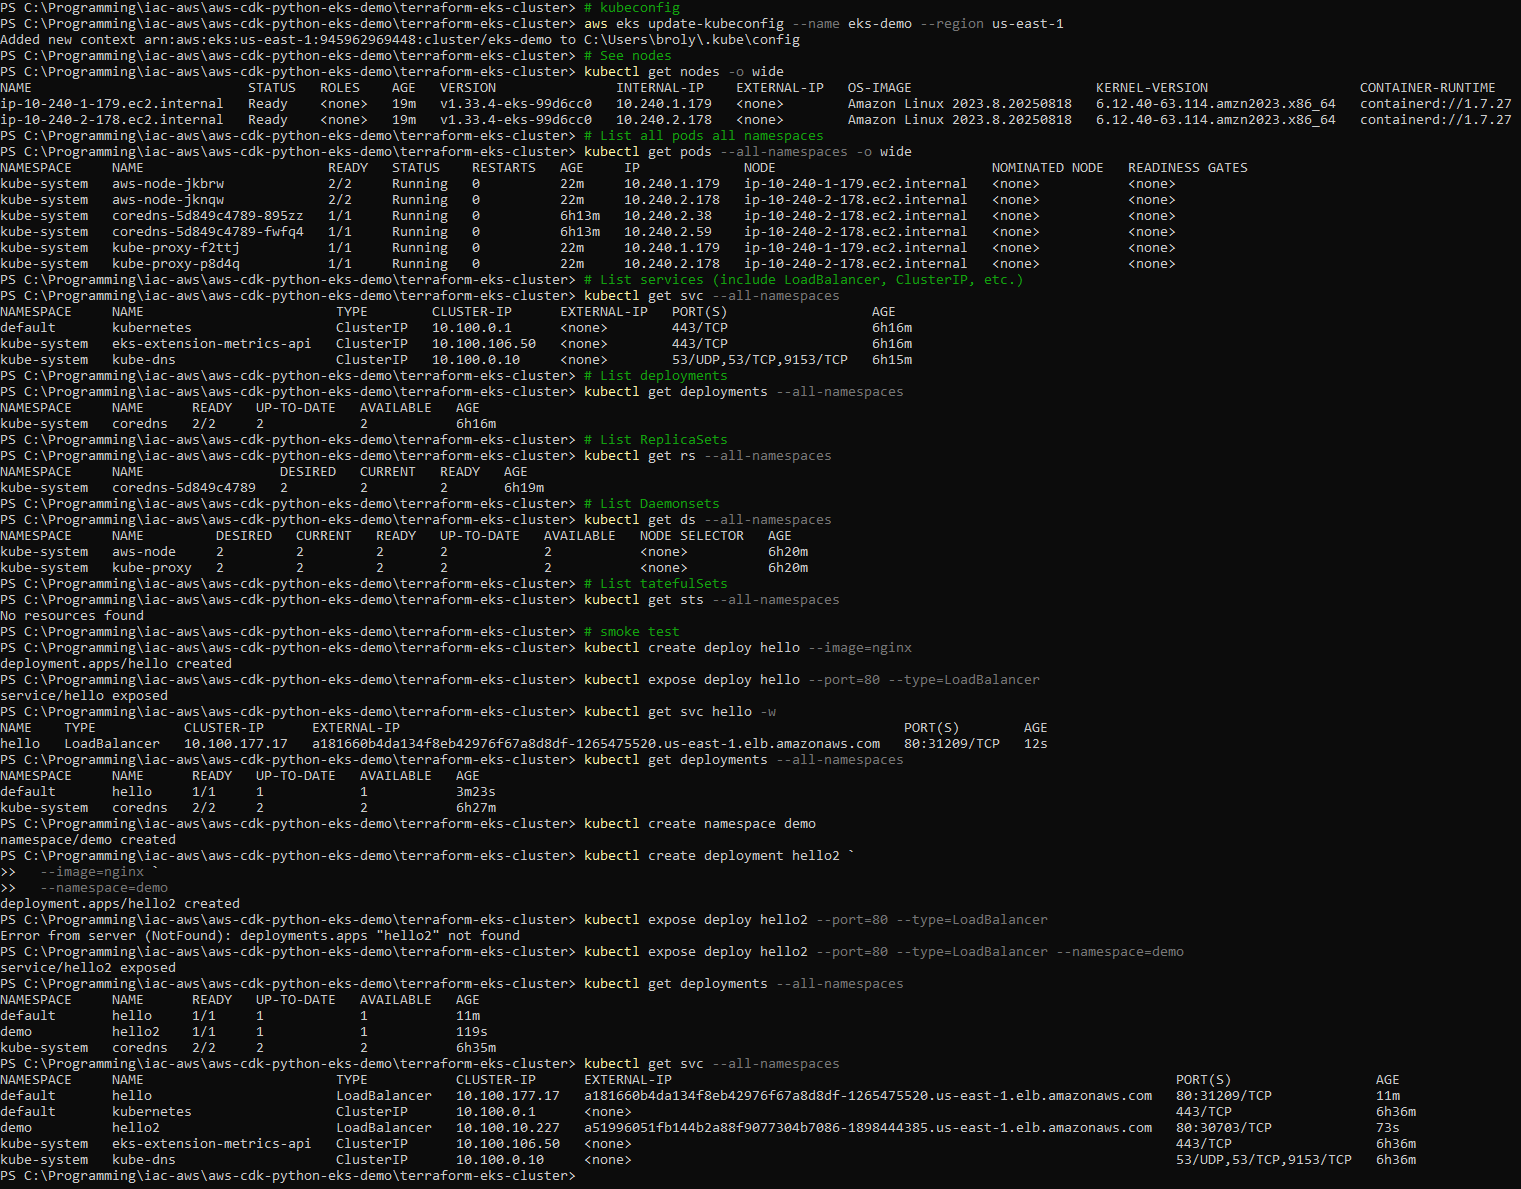 PS C:\Programming\iac-aws\aws-cdk-python-eks-demo\terraform-eks-cluster> # kubeconfig
PS C:\Programming\iac-aws\aws-cdk-python-eks-demo\terraform-eks-cluster> aws eks update-kubeconfig --name eks-demo --region us-east-1
Added new context arn:aws:eks:us-east-1:945962969448:cluster/eks-demo to C:\Users\broly\.kube\config
PS C:\Programming\iac-aws\aws-cdk-python-eks-demo\terraform-eks-cluster> # See nodes
PS C:\Programming\iac-aws\aws-cdk-python-eks-demo\terraform-eks-cluster> kubectl get nodes -o wide
NAME                           STATUS   ROLES    AGE   VERSION               INTERNAL-IP    EXTERNAL-IP   OS-IMAGE                       KERNEL-VERSION                     CONTAINER-RUNTIME
ip-10-240-1-179.ec2.internal   Ready    <none>   19m   v1.33.4-eks-99d6cc0   10.240.1.179   <none>        Amazon Linux 2023.8.20250818   6.12.40-63.114.amzn2023.x86_64   containerd://1.7.27
ip-10-240-2-178.ec2.internal   Ready    <none>   19m   v1.33.4-eks-99d6cc0   10.240.2.178   <none>        Amazon Linux 2023.8.20250818   6.12.40-63.114.amzn2023.x86_64   containerd://1.7.27
PS C:\Programming\iac-aws\aws-cdk-python-eks-demo\terraform-eks-cluster> # List all pods all namespaces
PS C:\Programming\iac-aws\aws-cdk-python-eks-demo\terraform-eks-cluster> kubectl get pods --all-namespaces -o wide
NAMESPACE     NAME                       READY   STATUS    RESTARTS   AGE     IP             NODE                           NOMINATED NODE   READINESS GATES
kube-system   aws-node-jkbrw             2/2     Running   0          22m     10.240.1.179   ip-10-240-1-179.ec2.internal   <none>           <none>
kube-system   aws-node-jknqw             2/2     Running   0          22m     10.240.2.178   ip-10-240-2-178.ec2.internal   <none>           <none>
kube-system   coredns-5d849c4789-895zz   1/1     Running   0          6h13m   10.240.2.38    ip-10-240-2-178.ec2.internal   <none>           <none>
kube-system   coredns-5d849c4789-fwfq4   1/1     Running   0          6h13m   10.240.2.59    ip-10-240-2-178.ec2.internal   <none>           <none>
kube-system   kube-proxy-f2ttj           1/1     Running   0          22m     10.240.1.179   ip-10-240-1-179.ec2.internal   <none>           <none>
kube-system   kube-proxy-p8d4q           1/1     Running   0          22m     10.240.2.178   ip-10-240-2-178.ec2.internal   <none>           <none>
PS C:\Programming\iac-aws\aws-cdk-python-eks-demo\terraform-eks-cluster> # List services (include LoadBalancer, ClusterIP, etc.)
PS C:\Programming\iac-aws\aws-cdk-python-eks-demo\terraform-eks-cluster> kubectl get svc --all-namespaces
NAMESPACE     NAME                        TYPE        CLUSTER-IP      EXTERNAL-IP   PORT(S)                  AGE
default       kubernetes                  ClusterIP   10.100.0.1      <none>        443/TCP                  6h16m
kube-system   eks-extension-metrics-api   ClusterIP   10.100.106.50   <none>        443/TCP                  6h16m
kube-system   kube-dns                    ClusterIP   10.100.0.10     <none>        53/UDP,53/TCP,9153/TCP   6h15m
PS C:\Programming\iac-aws\aws-cdk-python-eks-demo\terraform-eks-cluster> # List deployments
PS C:\Programming\iac-aws\aws-cdk-python-eks-demo\terraform-eks-cluster> kubectl get deployments --all-namespaces
NAMESPACE     NAME      READY   UP-TO-DATE   AVAILABLE   AGE
kube-system   coredns   2/2     2            2           6h16m
PS C:\Programming\iac-aws\aws-cdk-python-eks-demo\terraform-eks-cluster> # List ReplicaSets
PS C:\Programming\iac-aws\aws-cdk-python-eks-demo\terraform-eks-cluster> kubectl get rs --all-namespaces
NAMESPACE     NAME                 DESIRED   CURRENT   READY   AGE
kube-system   coredns-5d849c4789   2         2         2       6h19m
PS C:\Programming\iac-aws\aws-cdk-python-eks-demo\terraform-eks-cluster> # List Daemonsets
PS C:\Programming\iac-aws\aws-cdk-python-eks-demo\terraform-eks-cluster> kubectl get ds --all-namespaces
NAMESPACE     NAME         DESIRED   CURRENT   READY   UP-TO-DATE   AVAILABLE   NODE SELECTOR   AGE
kube-system   aws-node     2         2         2       2            2           <none>          6h20m
kube-system   kube-proxy   2         2         2       2            2           <none>          6h20m
PS C:\Programming\iac-aws\aws-cdk-python-eks-demo\terraform-eks-cluster> # List tatefulSets
PS C:\Programming\iac-aws\aws-cdk-python-eks-demo\terraform-eks-cluster> kubectl get sts --all-namespaces
No resources found
PS C:\Programming\iac-aws\aws-cdk-python-eks-demo\terraform-eks-cluster> # smoke test
PS C:\Programming\iac-aws\aws-cdk-python-eks-demo\terraform-eks-cluster> kubectl create deploy hello --image=nginx
deployment.apps/hello created
PS C:\Programming\iac-aws\aws-cdk-python-eks-demo\terraform-eks-cluster> kubectl expose deploy hello --port=80 --type=LoadBalancer
service/hello exposed
PS C:\Programming\iac-aws\aws-cdk-python-eks-demo\terraform-eks-cluster> kubectl get svc hello -w
NAME    TYPE           CLUSTER-IP      EXTERNAL-IP                                                               PORT(S)        AGE
hello   LoadBalancer   10.100.177.17   a181660b4da134f8eb42976f67a8d8df-1265475520.us-east-1.elb.amazonaws.com   80:31209/TCP   12s
PS C:\Programming\iac-aws\aws-cdk-python-eks-demo\terraform-eks-cluster> kubectl get deployments --all-namespaces
NAMESPACE     NAME      READY   UP-TO-DATE   AVAILABLE   AGE
default       hello     1/1     1            1           3m23s
kube-system   coredns   2/2     2            2           6h27m
PS C:\Programming\iac-aws\aws-cdk-python-eks-demo\terraform-eks-cluster> kubectl create namespace demo
namespace/demo created
PS C:\Programming\iac-aws\aws-cdk-python-eks-demo\terraform-eks-cluster> kubectl create deployment hello2 `
>>   --image=nginx `
>>   --namespace=demo
deployment.apps/hello2 created
PS C:\Programming\iac-aws\aws-cdk-python-eks-demo\terraform-eks-cluster> kubectl expose deploy hello2 --port=80 --type=LoadBalancer
Error from server (NotFound): deployments.apps "hello2" not found
PS C:\Programming\iac-aws\aws-cdk-python-eks-demo\terraform-eks-cluster> kubectl expose deploy hello2 --port=80 --type=LoadBalancer --namespace=demo
service/hello2 exposed
PS C:\Programming\iac-aws\aws-cdk-python-eks-demo\terraform-eks-cluster> kubectl get deployments --all-namespaces
NAMESPACE     NAME      READY   UP-TO-DATE   AVAILABLE   AGE
default       hello     1/1     1            1           11m
demo          hello2    1/1     1            1           119s
kube-system   coredns   2/2     2            2           6h35m
PS C:\Programming\iac-aws\aws-cdk-python-eks-demo\terraform-eks-cluster> kubectl get svc --all-namespaces
NAMESPACE     NAME                        TYPE           CLUSTER-IP      EXTERNAL-IP                                                               PORT(S)                  AGE
default       hello                       LoadBalancer   10.100.177.17   a181660b4da134f8eb42976f67a8d8df-1265475520.us-east-1.elb.amazonaws.com   80:31209/TCP             11m
default       kubernetes                  ClusterIP      10.100.0.1      <none>                                                                    443/TCP                  6h36m
demo          hello2                      LoadBalancer   10.100.10.227   a51996051fb144b2a88f9077304b7086-1898444385.us-east-1.elb.amazonaws.com   80:30703/TCP             73s
kube-system   eks-extension-metrics-api   ClusterIP      10.100.106.50   <none>                                                                    443/TCP                  6h36m
kube-system   kube-dns                    ClusterIP      10.100.0.10     <none>                                                                    53/UDP,53/TCP,9153/TCP   6h36m
PS C:\Programming\iac-aws\aws-cdk-python-eks-demo\terraform-eks-cluster>